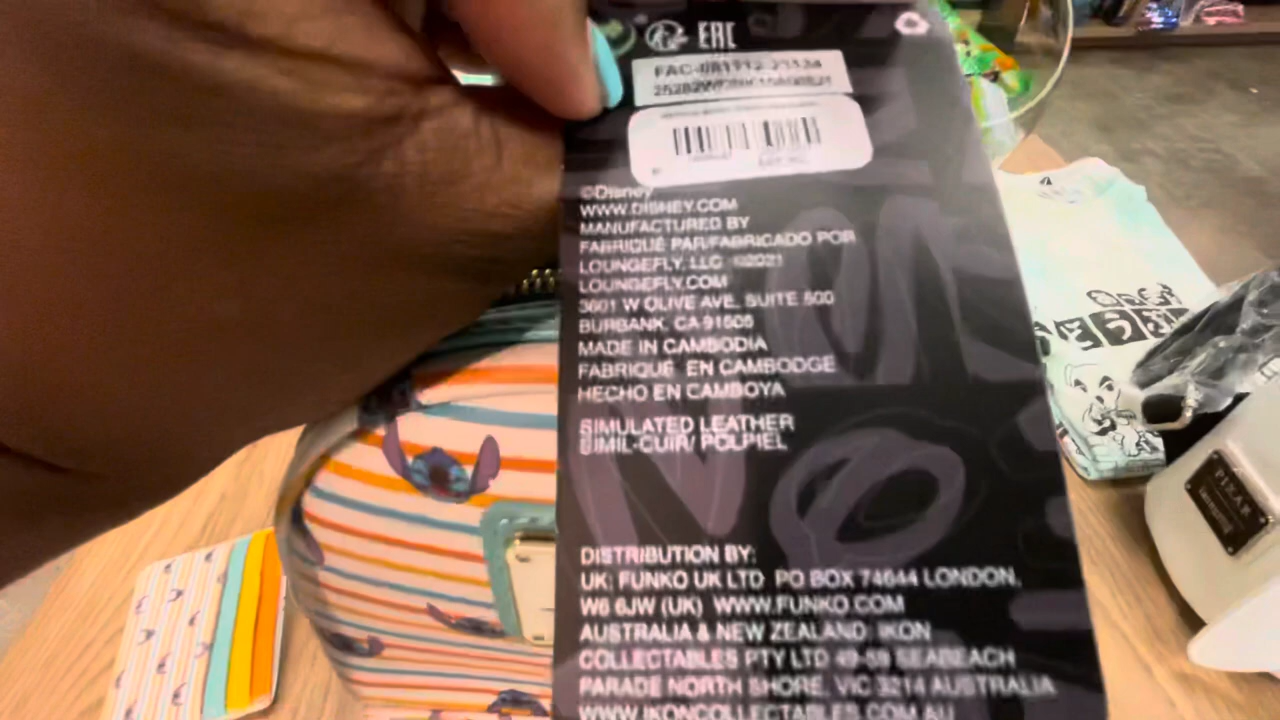 EAC
©Disney
WWW.DISNEY.COM
MANUFACTURED BY
FABRIQUÉ PAR/FABRICADO POR
LOUNGEFLY, LLC ©2021
LOUNGEFLY.COM
3601 W OLIVE AVE, SUITE 500
BURBANK, CA 91505
MADE IN CAMBODIA
FABRIQUÉ EN CAMBODGE
HECHO EN CAMBOYA
SIMULATED LEATHER
SIMIL-CUIR/ POLIPIEL
DISTRIBUTION BY:
UK: FUNKO UK LTD PO BOX 74644 LONDON,
W6 6JW (UK) WWW.FUNKO.COM
AUSTRALIA & NEW ZEALAND: IKON
COLLECTABLES PTY LTD 49-59 SEABEACH
PARADE NORTH SHORE, VIC 3214 AUSTRALIA
WWW.IKONCOLLECTABLES.COM.AU
PIXAR